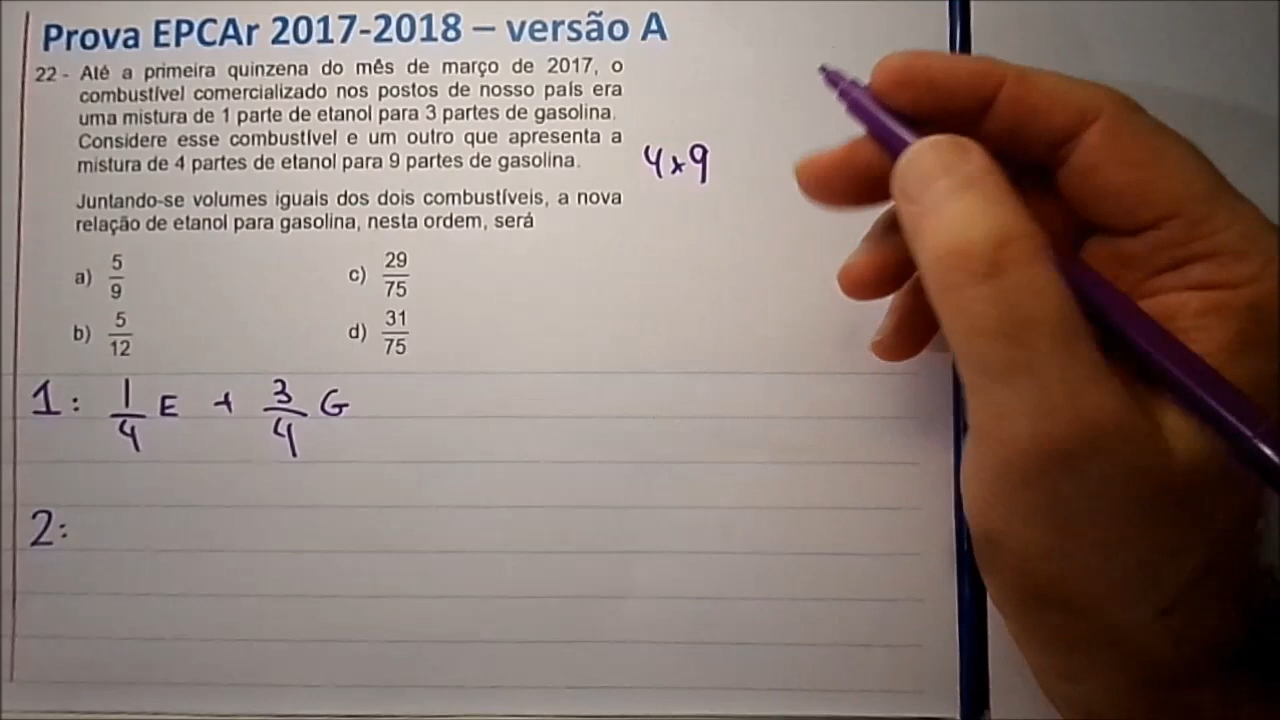 Prova EPCAr 2017-2018 – versão A
22 - Até a primeira quinzena do mês de março de 2017, o
combustível comercializado nos postos de nosso país era
uma mistura de 1 parte de etanol para 3 partes de gasolina.
Considere esse combustível e um outro que apresenta a
mistura de 4 partes de etanol para 9 partes de gasolina.
4 x 9
Juntando-se volumes iguais dos dois combustíveis, a nova
relação de etanol para gasolina, nesta ordem, será
a) 5/9
c) 29/75
b) 5/12
d) 31/75
1: 1/4 E + 3/4 G
2: